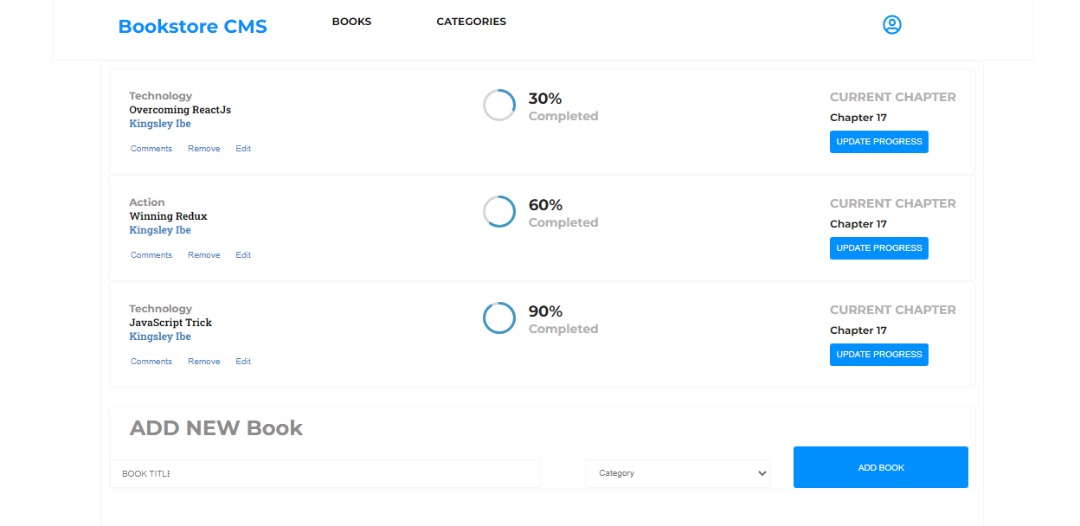 Bookstore CMS
BOOKS
CATEGORIES
Technology
Overcoming ReactJs
Kingsley Ibe
Comments Remove Edit
30%
Completed
CURRENT CHAPTER
Chapter 17
UPDATE PROGRESS
Action
Winning Redux
Kingsley Ibe
Comments Remove Edit
60%
Completed
CURRENT CHAPTER
Chapter 17
UPDATE PROGRESS
Technology
JavaScript Trick
Kingsley Ibe
Comments Remove Edit
90%
Completed
CURRENT CHAPTER
Chapter 17
UPDATE PROGRESS
ADD NEW Book
BOOK TITLE
Category
ADD BOOK